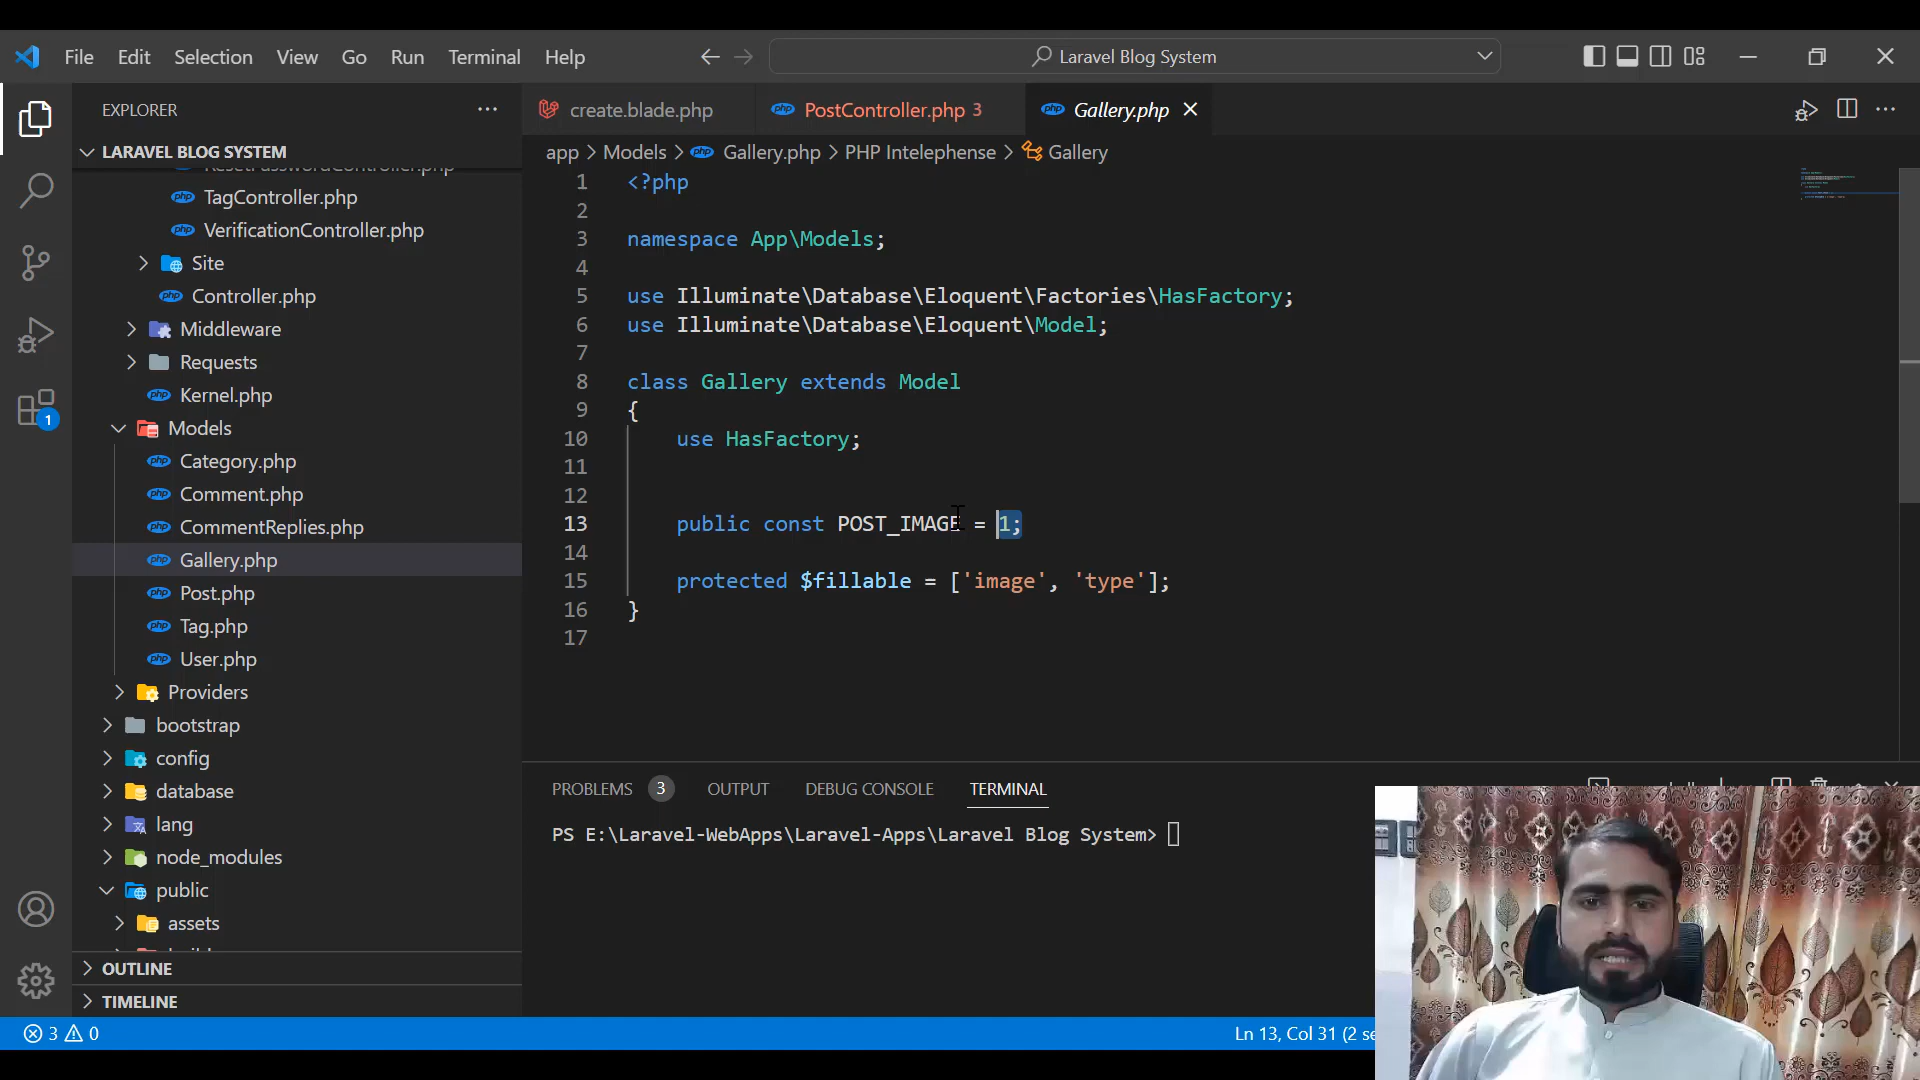 File Edit Selection View Go Run Terminal Help
Laravel Blog System
EXPLORER
LARAVEL BLOG SYSTEM
ResetPasswordController.php
TagController.php
VerificationController.php
Site
Controller.php
Middleware
Requests
Kernel.php
Models
Category.php
Comment.php
CommentReplies.php
Gallery.php
Post.php
Tag.php
User.php
Providers
bootstrap
config
database
lang
node_modules
public
assets
OUTLINE
TIMELINE
1
create.blade.php PostController.php 3 Gallery.php
app > Models > Gallery.php > PHP Intelephense > Gallery
1 <?php
2
3 namespace App\Models;
4
5 use Illuminate\Database\Eloquent\Factories\HasFactory;
6 use Illuminate\Database\Eloquent\Model;
7
8 class Gallery extends Model
9 {
10 use HasFactory;
11
12
13 public const POST_IMAGE = 1;
14
15 protected $fillable = ['image', 'type'];
16 }
17
PROBLEMS 3 OUTPUT DEBUG CONSOLE TERMINAL
PS E:\Laravel-WebApps\Laravel-Apps\Laravel Blog System>
3 0
Ln 13, Col 31 (2 se